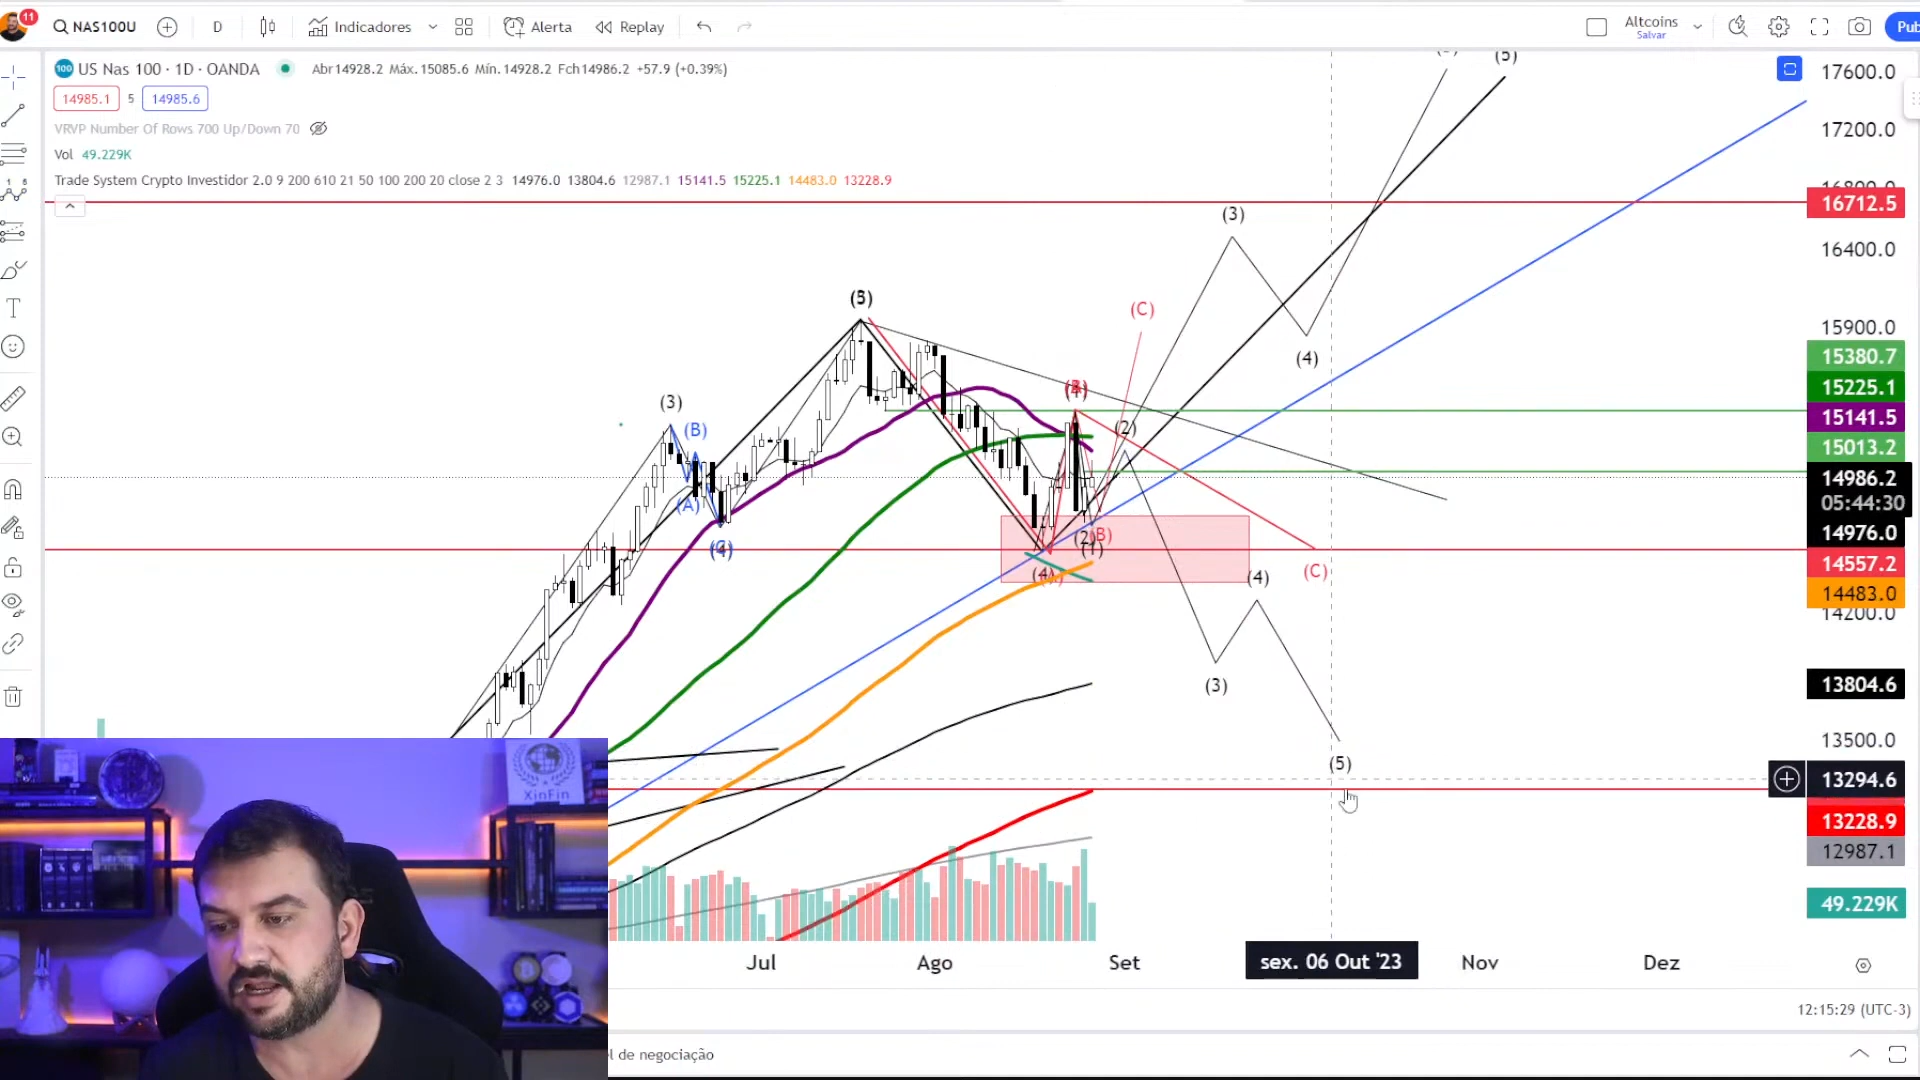 11
NAS100U
D
Indicadores
Alerta
Replay
Altcoins
Salvar
Pub
100 US Nas 100 · 1D · OANDA
Abr14928.2 Máx.15085.6 Mín.14928.2 Fch14986.2 +57.9 (+0.39%)
14985.1 5 14985.6
VRVP Number Of Rows 700 Up/Down 70
Vol 49.229K
Trade System Crypto Investidor 2.0 9 200 610 21 50 100 200 20 close 2 3 14976.0 13804.6 12987.1 15141.5 15225.1 14483.0 13228.9
(5)
17600.0
17200.0
16712.5
(3)
16400.0
(C)
(5)
15900.0
(4)
15380.7
15225.1
(3)
15141.5
(B)
(2)
15013.2
14986.2
05:44:30
(A)
14976.0
(B)
(2)
(1)
14557.2
(C)
(4)
14483.0
14200.0
(3)
13804.6
13500.0
(5)
13294.6
13228.9
12987.1
49.229K
XinFin
Jul
Ago
Set
sex. 06 Out '23
Nov
Dez
12:15:29 (UTC-3)
l de negociação